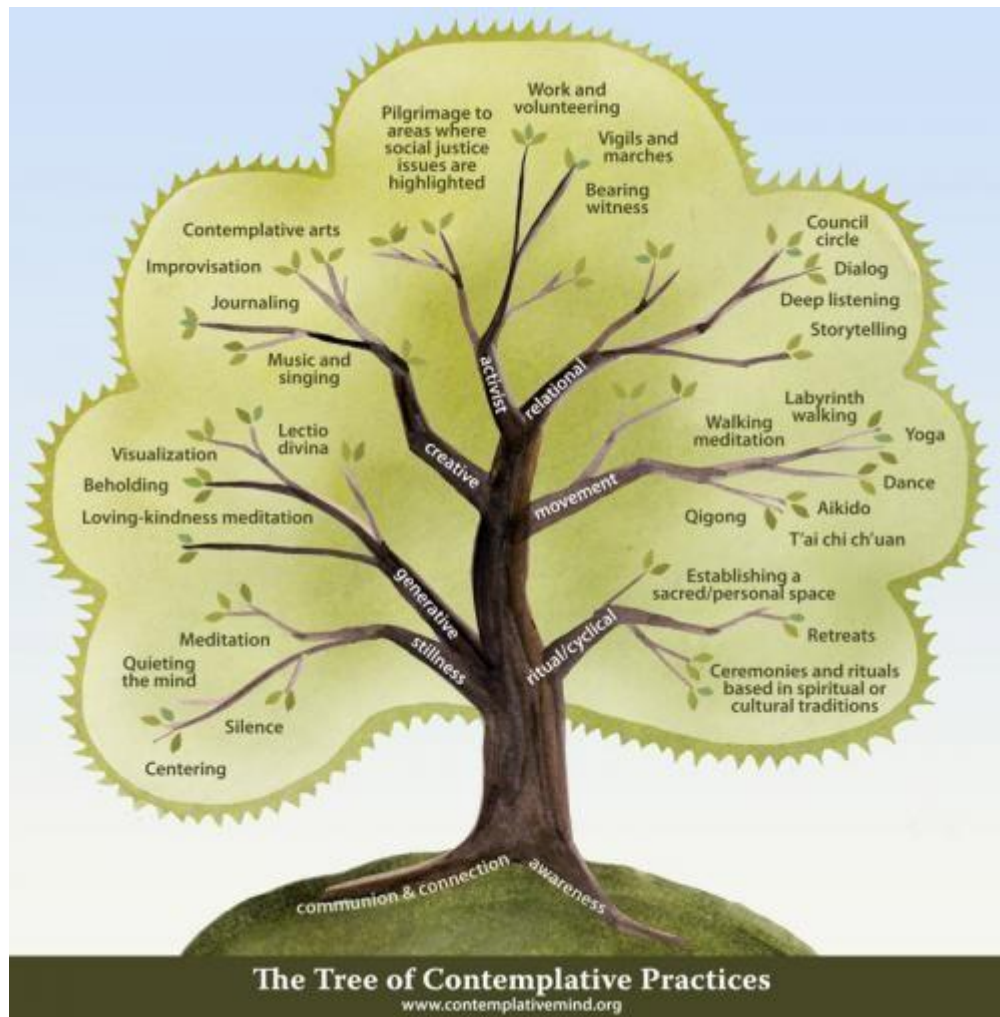 Work and
volunteering
Pilgrimage to
areas where
social justice
issues are
highlighted
Vigils and
marches
Bearing
witness
Contemplative arts
Improvisation
Journaling
Music and
singing
Council
circle
Dialog
Deep listening
Storytelling
activist
relational
creative
movement
Lectio
divina
Visualization
Beholding
Loving-kindness meditation
Labyrinth
walking
Walking
meditation
Yoga
Dance
Aikido
Qigong
T'ai chi ch'uan
generative
stillness
ritual/cyclical
Meditation
Quieting
the mind
Silence
Centering
Establishing a
sacred/personal space
Retreats
Ceremonies and rituals
based in spiritual or
cultural traditions
communion & connection
awareness
The Tree of Contemplative Practices
www.contemplativemind.org